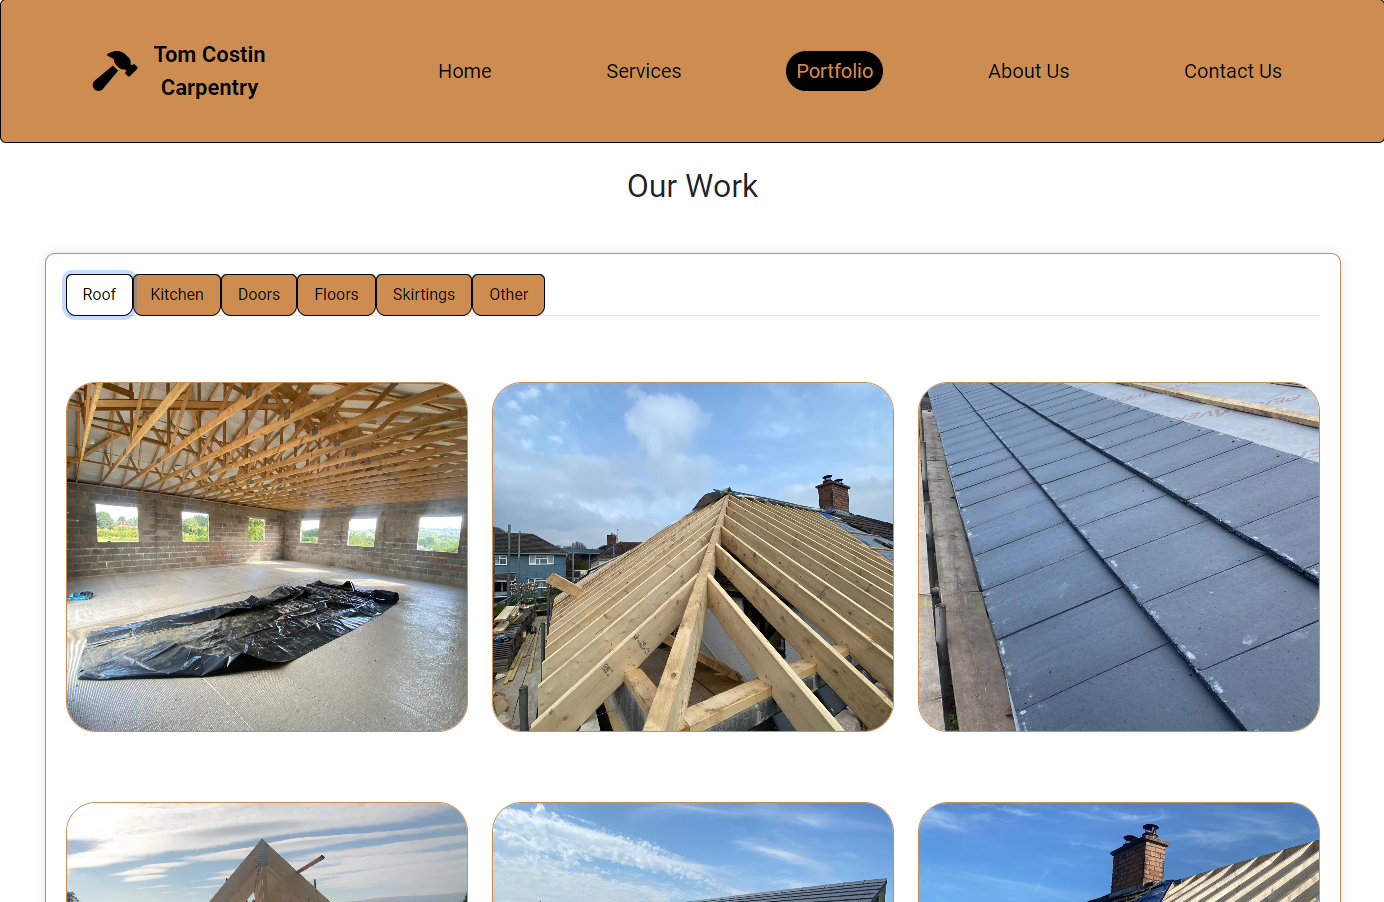 Tom Costin
Carpentry
Home
Services
Portfolio
About Us
Contact Us
Our Work
Roof
Kitchen
Doors
Floors
Skirtings
Other